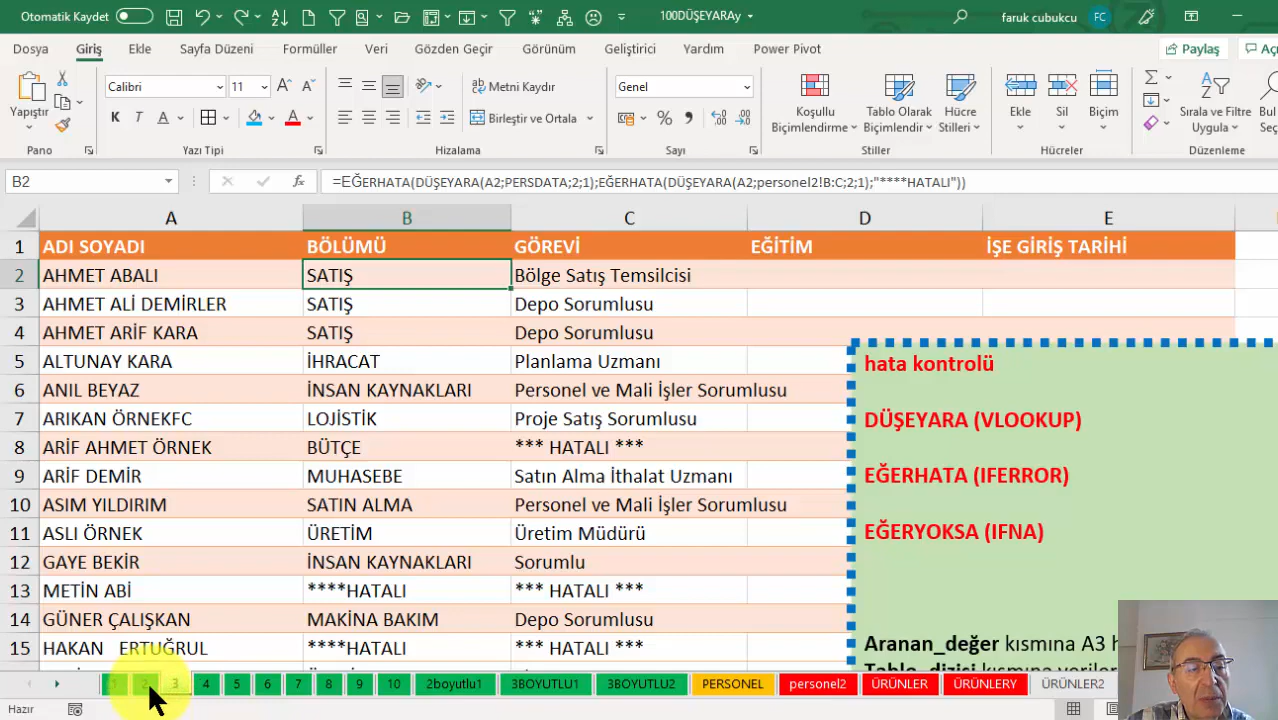 Otomatik Kaydet
100DÜŞEYARAy
faruk cubukcu
FC
Dosya
Giriş
Ekle
Sayfa Düzeni
Formüller
Veri
Gözden Geçir
Görünüm
Geliştirici
Yardım
Power Pivot
Paylaş
Yapıştır
Calibri
11
K T A
Metni Kaydır
Birleştir ve Ortala
Genel
Koşullu
Biçimlendirme
Tablo Olarak
Biçimlendir
Hücre
Stilleri
Ekle
Sil
Biçim
Sırala ve Filtre
Uygula
Pano
Yazı Tipi
Hizalama
Sayı
Stiller
Hücreler
Düzenleme
B2
=EĞERHATA(DÜŞEYARA(A2;PERSDATA;2;1);EĞERHATA(DÜŞEYARA(A2;personel2!B:C;2;1);"****HATALI"))
A B C D E
1 ADI SOYADI BÖLÜMÜ GÖREVİ EĞİTİM İŞE GİRİŞ TARİHİ
2 AHMET ABALI SATIŞ Bölge Satış Temsilcisi
3 AHMET ALİ DEMİRLER SATIŞ Depo Sorumlusu
4 AHMET ARİF KARA SATIŞ Depo Sorumlusu
5 ALTUNAY KARA İHRACAT Planlama Uzmanı
6 ANIL BEYAZ İNSAN KAYNAKLARI Personel ve Mali İşler Sorumlusu
7 ARIKAN ÖRNEKFC LOJİSTİK Proje Satış Sorumlusu
8 ARİF AHMET ÖRNEK BÜTÇE *** HATALI ***
9 ARİF DEMİR MUHASEBE Satın Alma İthalat Uzmanı
10 ASIM YILDIRIM SATIN ALMA Personel ve Mali İşler Sorumlusu
11 ASLI ÖRNEK ÜRETİM Üretim Müdürü
12 GAYE BEKİR İNSAN KAYNAKLARI Sorumlu
13 METİN ABİ ****HATALI *** HATALI ***
14 GÜNER ÇALIŞKAN MAKİNA BAKIM Depo Sorumlusu
15 HAKAN ERTUĞRUL ****HATALI *** HATALI ***
hata kontrolü
DÜŞEYARA (VLOOKUP)
EĞERHATA (IFERROR)
EĞERYOKSA (IFNA)
Aranan_değer kısmına A3
Tablo_dizisi kısmına
1 2 3 4 5 6 7 8 9 10 2boyutlu1 3BOYUTLU1 3BOYUTLU2 PERSONEL personel2 ÜRÜNLER ÜRÜNLERY ÜRÜNLER2
Hazır